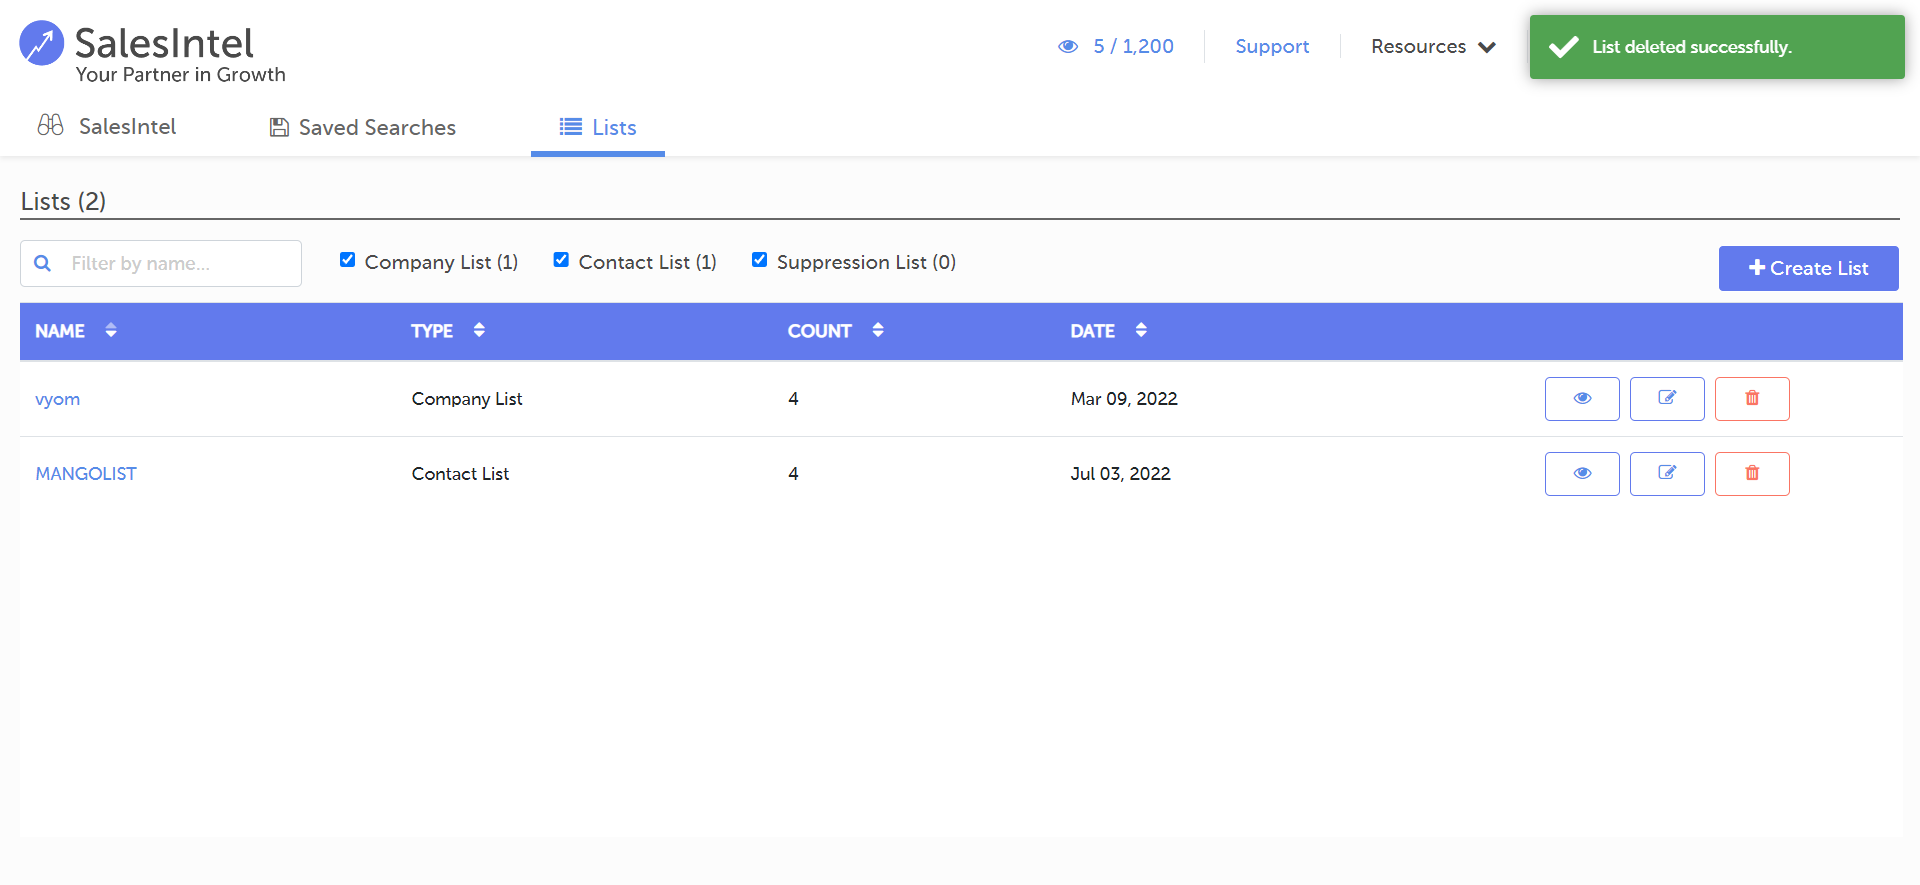 SalesIntel
Your Partner in Growth
5 / 1,200
Support
Resources
List deleted successfully.
SalesIntel
Saved Searches
Lists
Lists (2)
Filter by name...
Company List (1)
Contact List (1)
Suppression List (0)
Create List
NAME TYPE COUNT DATE
vyom Company List 4 Mar 09, 2022
MANGOLIST Contact List 4 Jul 03, 2022